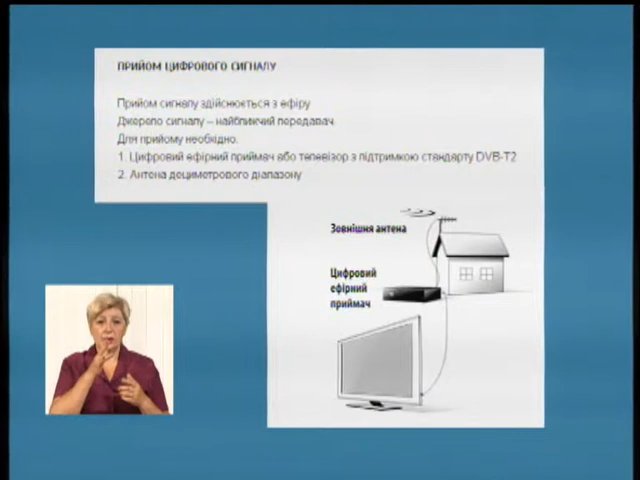 ПРИЙОМ ЦИФРОВОГО СИГНАЛУ
Прийом сигналу здійснюється з ефіру
Джерело сигналу – найближчий передавач.
Для прийому необхідно:
1. Цифровий ефірний приймач або телевізор з підтримкою стандарту DVB-T2
2. Антена дециметрового діапазону
Зовнішня антена
Цифровий
ефірний
приймач